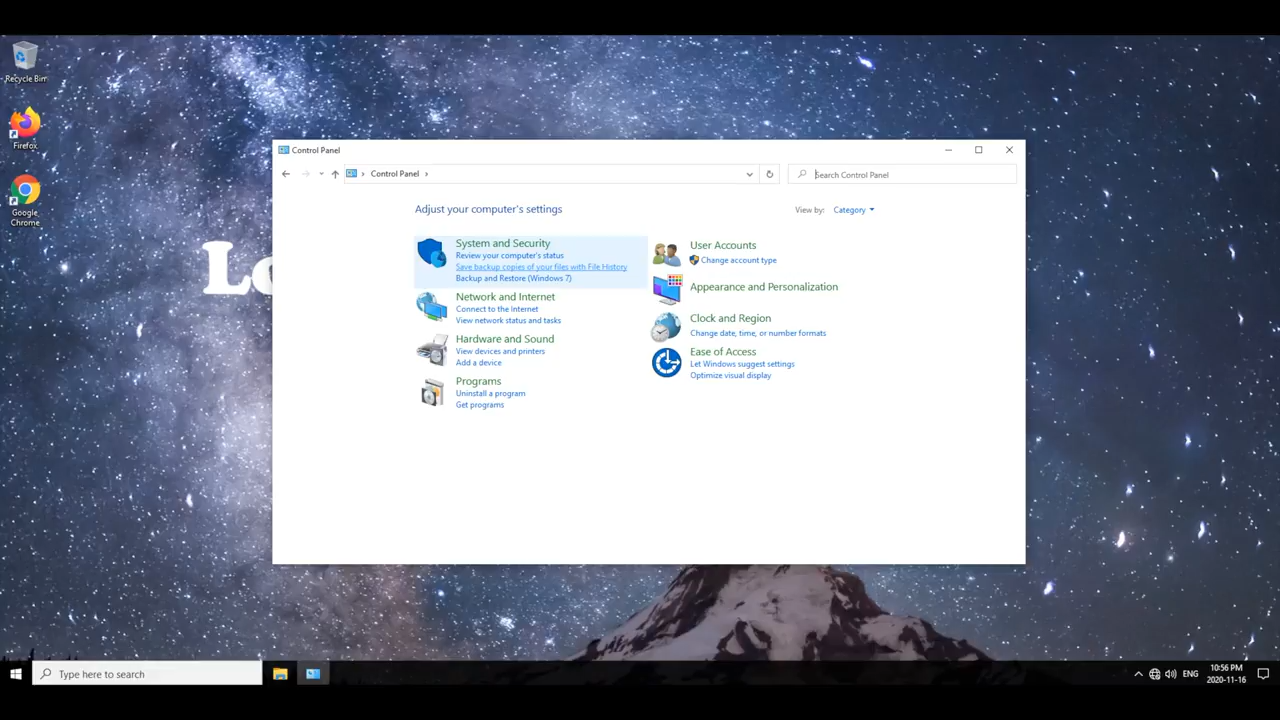 Recycle Bin
Firefox
Google
Chrome
Control Panel
Control Panel
Search Control Panel
Adjust your computer's settings
View by: Category
System and Security
Review your computer's status
Save backup copies of your files with File History
Backup and Restore (Windows 7)
Network and Internet
Connect to the Internet
View network status and tasks
Hardware and Sound
View devices and printers
Add a device
Programs
Uninstall a program
Get programs
User Accounts
Change account type
Appearance and Personalization
Clock and Region
Change date, time, or number formats
Ease of Access
Let Windows suggest settings
Optimize visual display
Type here to search
ENG
10:56 PM
2020-11-16